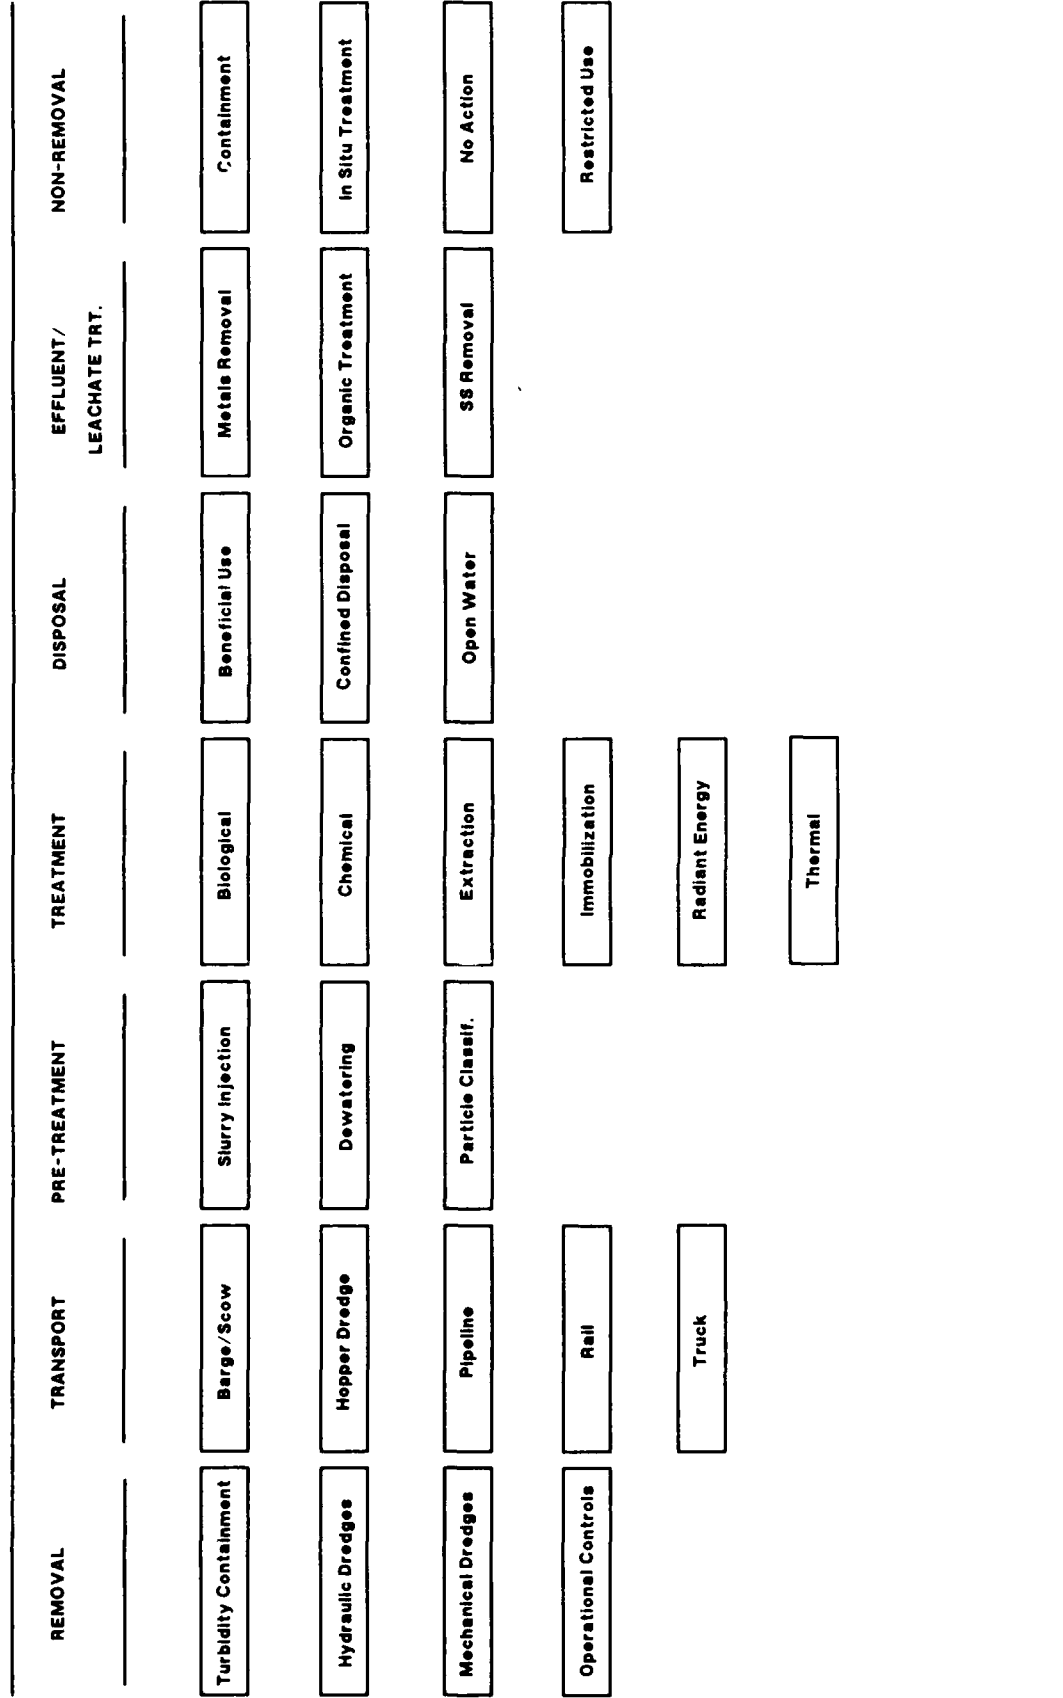 REMOVAL
TRANSPORT
PRE-TREATMENT
TREATMENT
DISPOSAL
EFFLUENT/
LEACHATE TRT.
NON-REMOVAL
Turbidity Containment
Barge/Scow
Slurry Injection
Biological
Beneficial Use
Metals Removal
Containment
Hydraulic Dredges
Hopper Dredge
Dewatering
Chemical
Confined Disposal
Organic Treatment
In Situ Treatment
Mechanical Dredges
Pipeline
Particle Classif.
Extraction
Open Water
SS Removal
No Action
Operational Controls
Rail
Immobilization
Restricted Use
Truck
Radiant Energy
Thermal